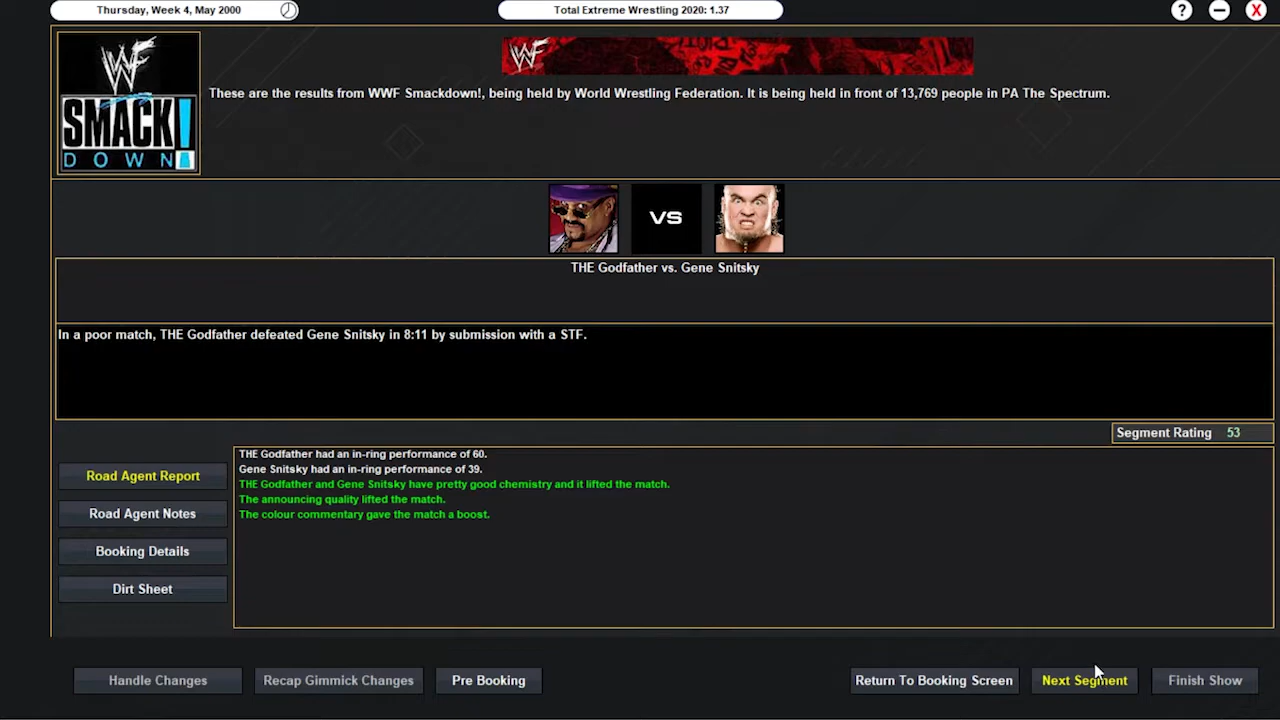 Thursday, Week 4, May 2000
Total Extreme Wrestling 2020: 1.37
?
X
WF
SMACK!
DOWN
WF
These are the results from WWF Smackdown!, being held by World Wrestling Federation. It is being held in front of 13,769 people in PA The Spectrum.
VS
THE Godfather vs. Gene Snitsky
In a poor match, THE Godfather defeated Gene Snitsky in 8:11 by submission with a STF.
Segment Rating 53
Road Agent Report
Road Agent Notes
Booking Details
Dirt Sheet
THE Godfather had an in-ring performance of 60.
Gene Snitsky had an in-ring performance of 39.
THE Godfather and Gene Snitsky have pretty good chemistry and it lifted the match.
The announcing quality lifted the match.
The colour commentary gave the match a boost.
Handle Changes
Recap Gimmick Changes
Pre Booking
Return To Booking Screen
Next Segment
Finish Show